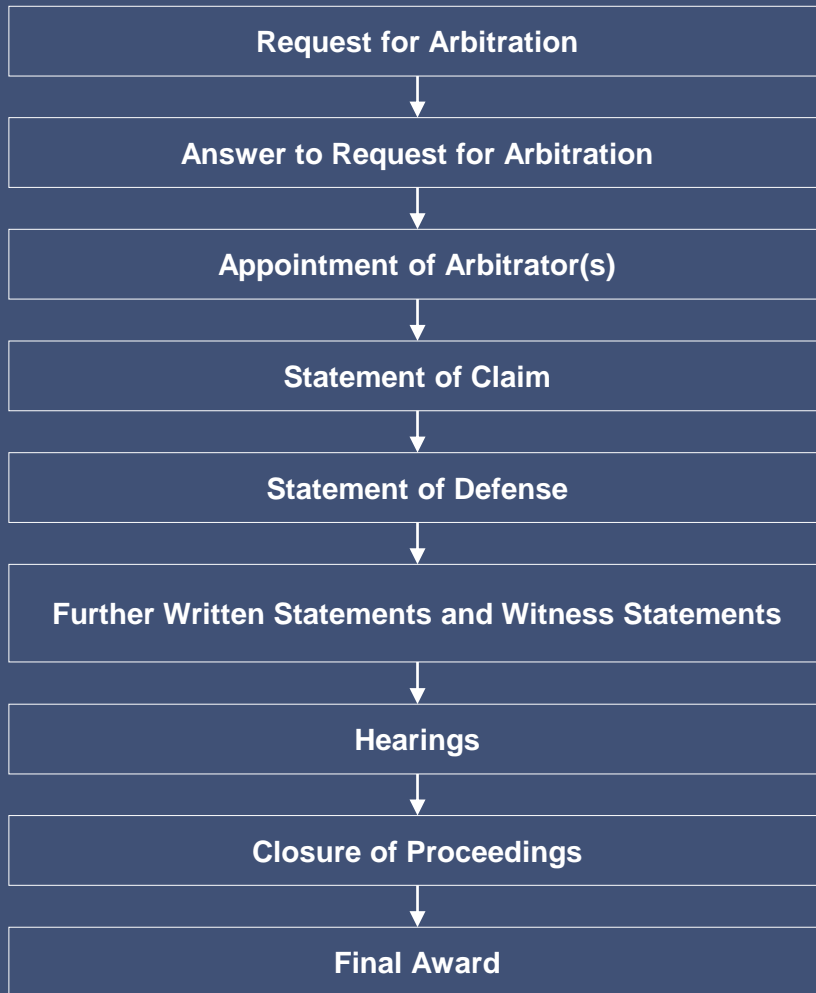 Request for Arbitration
Answer to Request for Arbitration
Appointment of Arbitrator(s)
Statement of Claim
Statement of Defense
Further Written Statements and Witness Statements
Hearings
Closure of Proceedings
Final Award